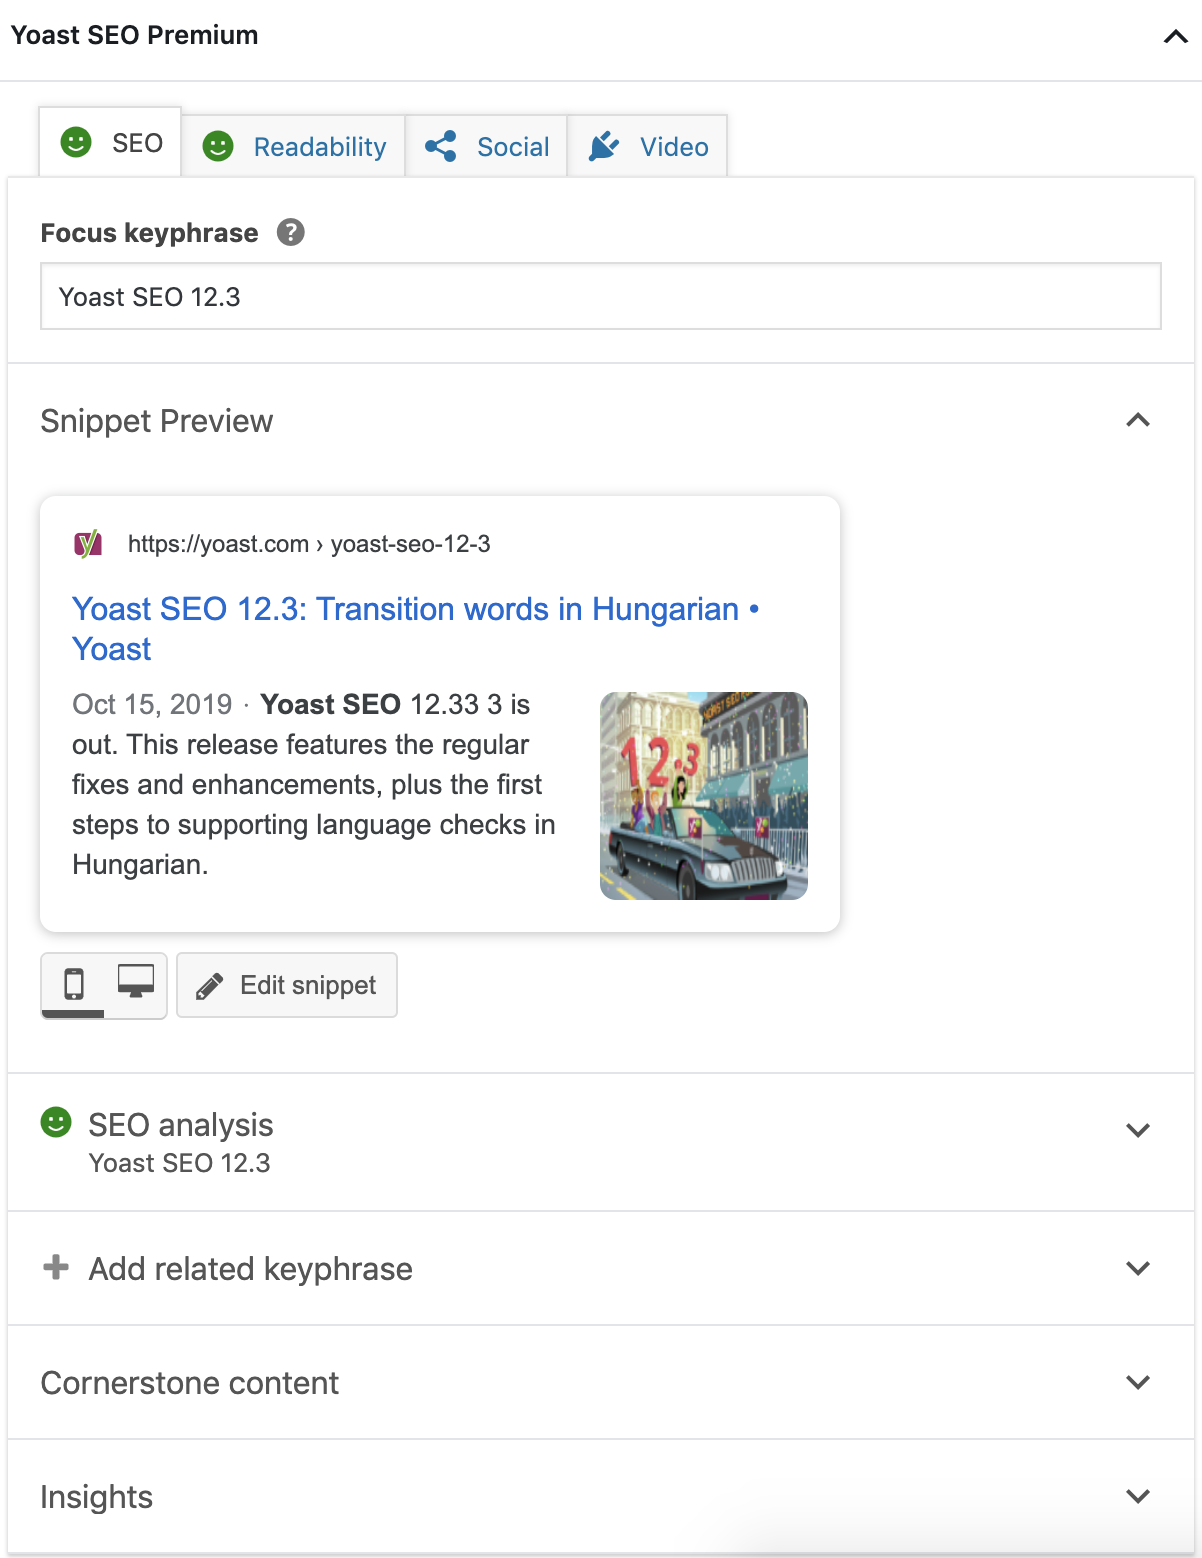 Yoast SEO Premium
SEO
Readability
Social
Video
Focus keyphrase ?
Yoast SEO 12.3
Snippet Preview
https://yoast.com › yoast-seo-12-3
Yoast SEO 12.3: Transition words in Hungarian •
Yoast
Oct 15, 2019 · Yoast SEO 12.33 3 is
out. This release features the regular
fixes and enhancements, plus the first
steps to supporting language checks in
Hungarian.
12.3
Edit snippet
SEO analysis
Yoast SEO 12.3
Add related keyphrase
Cornerstone content
Insights